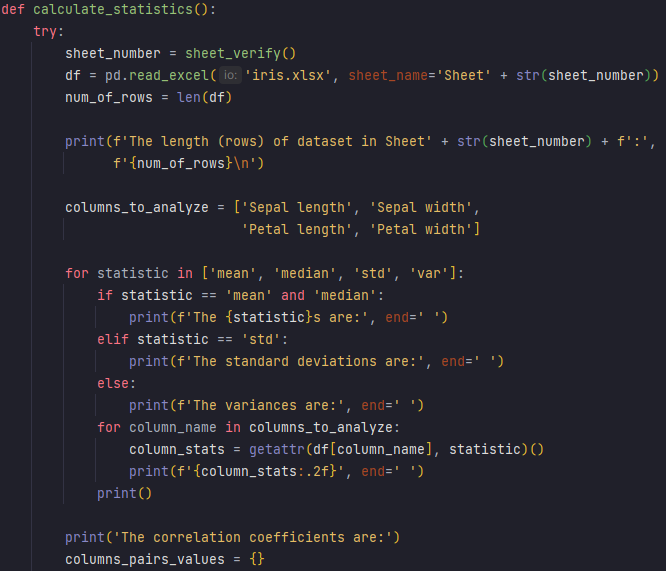 def calculate_statistics():
    try:
        sheet_number = sheet_verify()
        df = pd.read_excel( io: 'iris.xlsx', sheet_name='Sheet' + str(sheet_number))
        num_of_rows = len(df)

        print(f'The length (rows) of dataset in Sheet' + str(sheet_number) + f':',
              f'{num_of_rows}\n')

        columns_to_analyze = ['Sepal length', 'Sepal width',
                              'Petal length', 'Petal width']

        for statistic in ['mean', 'median', 'std', 'var']:
            if statistic == 'mean' and 'median':
                print(f'The {statistic}s are:', end=' ')
            elif statistic == 'std':
                print(f'The standard deviations are:', end=' ')
            else:
                print(f'The variances are:', end=' ')
            for column_name in columns_to_analyze:
                column_stats = getattr(df[column_name], statistic)()
                print(f'{column_stats:.2f}', end=' ')
            print()

        print('The correlation coefficients are:')
        columns_pairs_values = {}